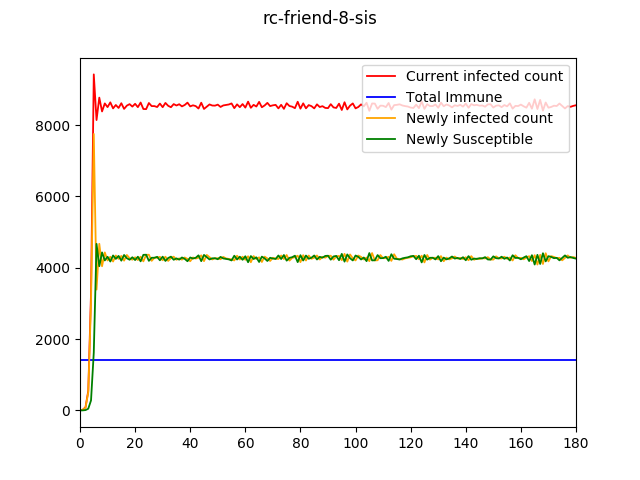 rc-friend-8-sis
Current infected count
Total Immune
Newly infected count
Newly Susceptible
8000
6000
4000
2000
0
0 20 40 60 80 100 120 140 160 180